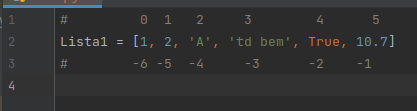 1 #          0  1   2     3        4      5
2 Lista1 = [1, 2, 'A', 'td bem', True, 10.7]
3 #         -6 -5  -4      -3      -2     -1
4